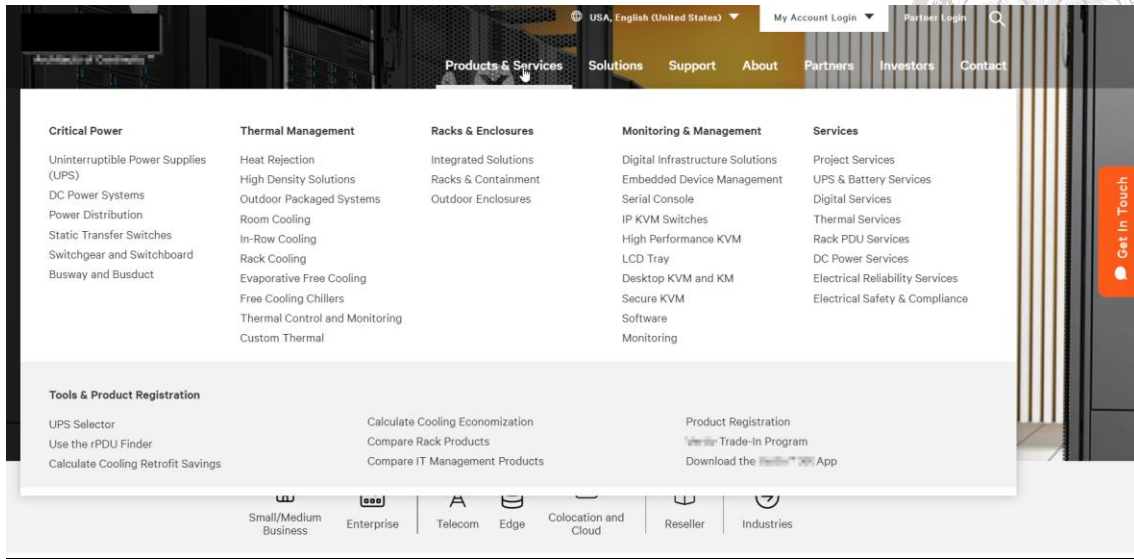 USA, English (United States)
My Account Login
Partner Login
Products & Services
Solutions
Support
About
Partners
Investors
Contact
Critical Power
Uninterruptible Power Supplies
(UPS)
DC Power Systems
Power Distribution
Static Transfer Switches
Switchgear and Switchboard
Busway and Busduct
Thermal Management
Heat Rejection
High Density Solutions
Outdoor Packaged Systems
Room Cooling
In-Row Cooling
Rack Cooling
Evaporative Free Cooling
Free Cooling Chillers
Thermal Control and Monitoring
Custom Thermal
Racks & Enclosures
Integrated Solutions
Racks & Containment
Outdoor Enclosures
Monitoring & Management
Digital Infrastructure Solutions
Embedded Device Management
Serial Console
IP KVM Switches
High Performance KVM
LCD Tray
Desktop KVM and KM
Secure KVM
Software
Monitoring
Services
Project Services
UPS & Battery Services
Digital Services
Thermal Services
Rack PDU Services
DC Power Services
Electrical Reliability Services
Electrical Safety & Compliance
Get In Touch
Tools & Product Registration
UPS Selector
Use the rPDU Finder
Calculate Cooling Retrofit Savings
Calculate Cooling Economization
Compare Rack Products
Compare IT Management Products
Product Registration
Trade-In Program
Download the App
Small/Medium
Business
Enterprise
Telecom
Edge
Colocation and
Cloud
Reseller
Industries